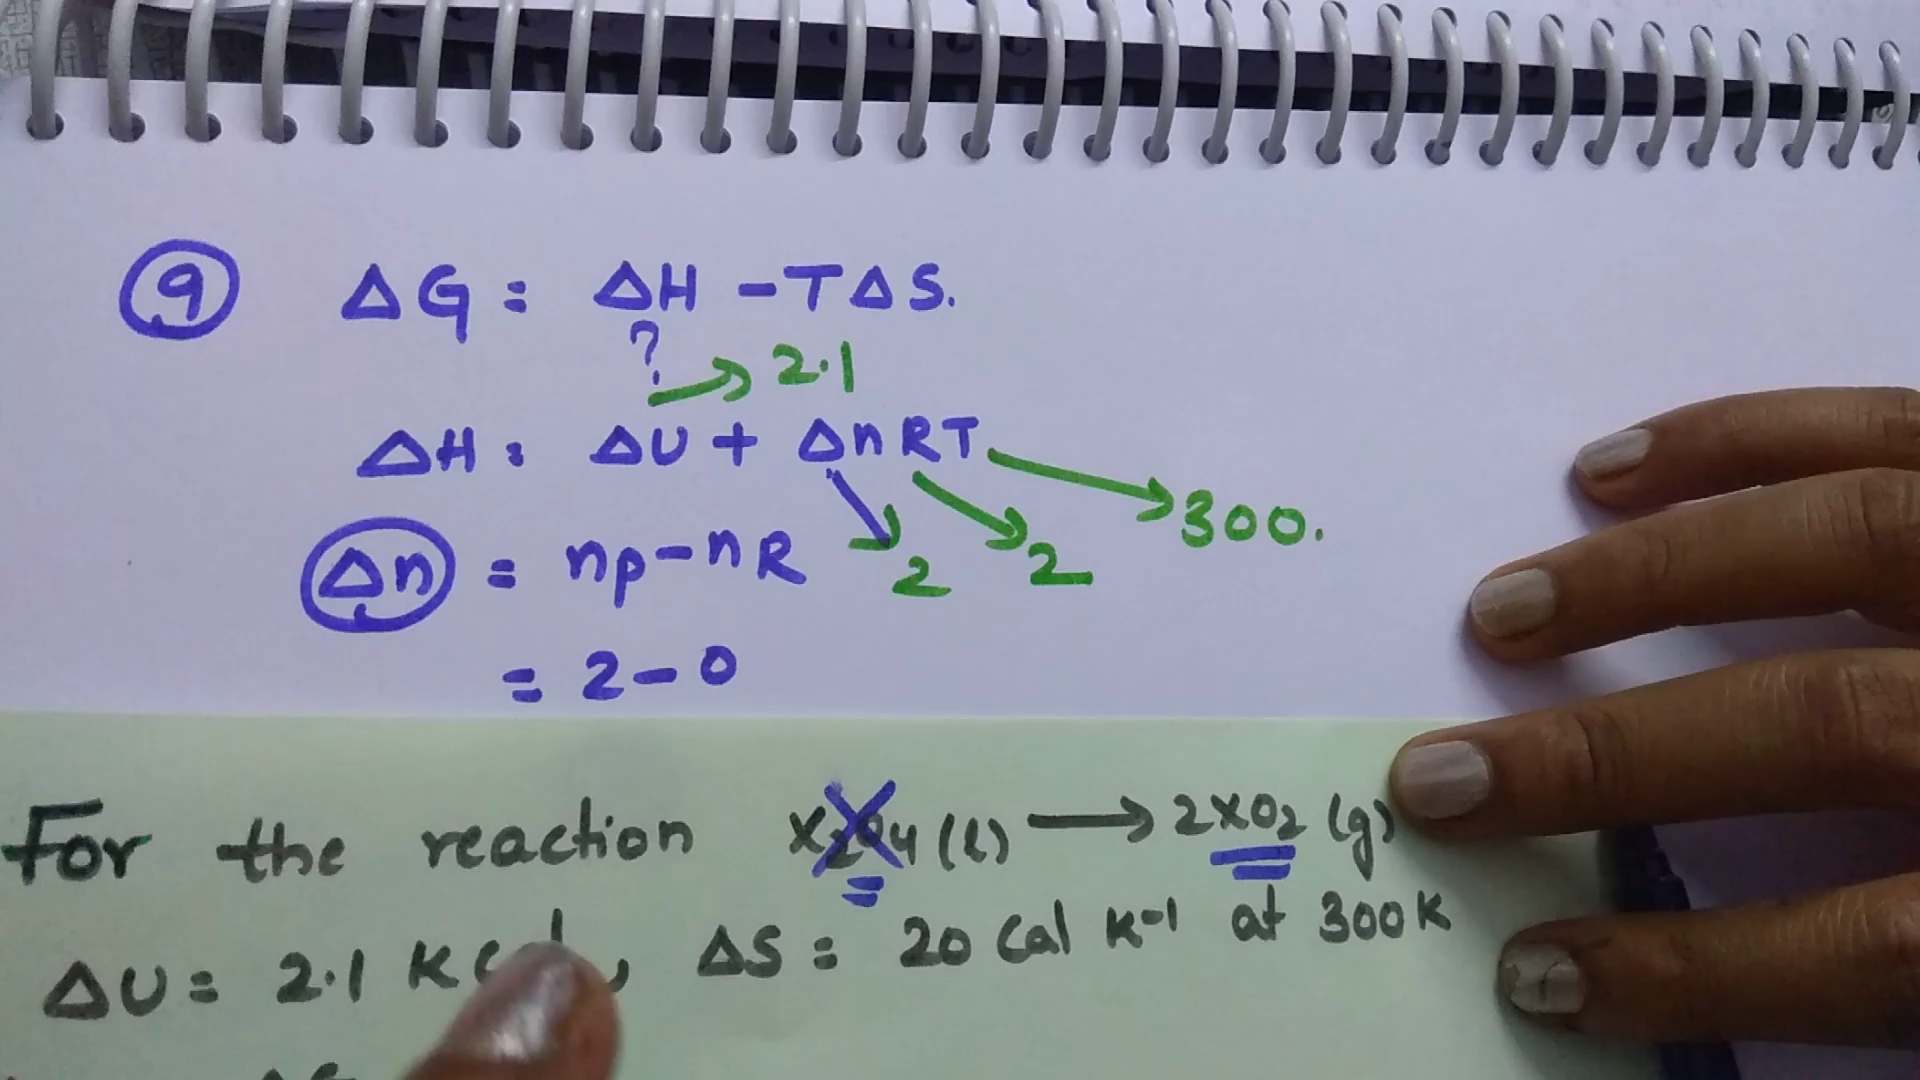 9 ΔG = ΔH - TΔS.
?
→ 2.1
ΔH = ΔU + ΔnRT
→ 300.
Δn = np - nR
→ 2 → 2
= 2 - 0
For the reaction X2O4 (l) → 2XO2 (g)
ΔU = 2.1 , ΔS = 20 Cal K-1 at 300K